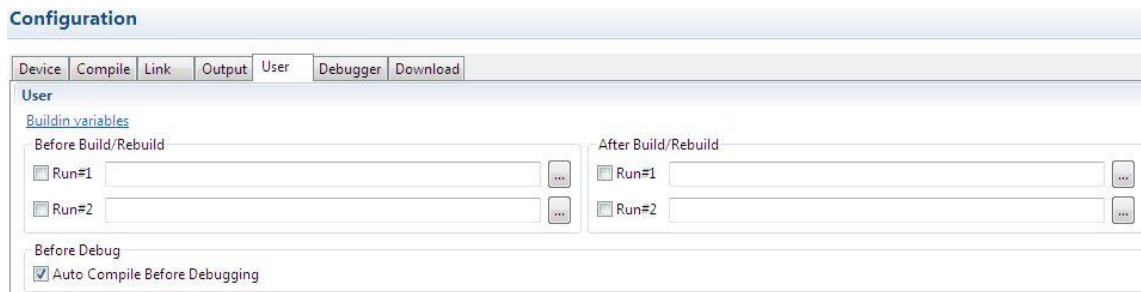 Configuration
Device Compile Link Output User Debugger Download
User
Buildin variables
Before Build/Rebuild After Build/Rebuild
Run#1 ... Run#1 ...
Run#2 ... Run#2 ...
Before Debug
Auto Compile Before Debugging